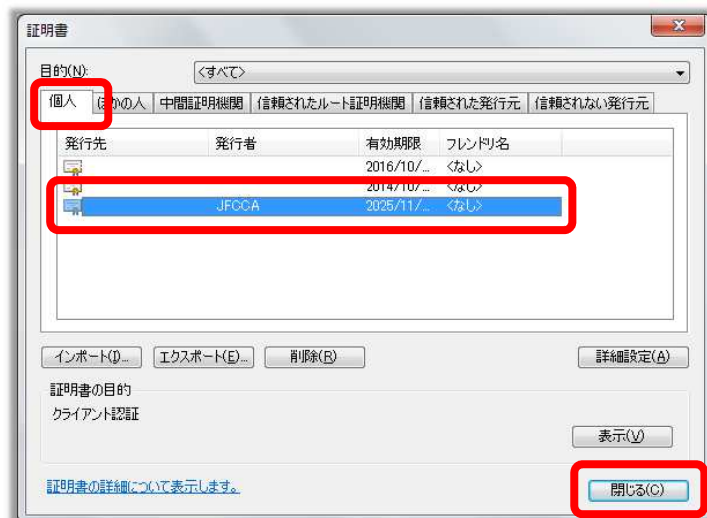 証明書
目的(N): <すべて>
個人 ほかの人 中間証明機関 信頼されたルート証明機関 信頼された発行元 信頼されない発行元
発行先 発行者 有効期限 フレンドリ名
2016/10/... <なし>
2014/10/... <なし>
JFCCA 2025/11/... <なし>
インポート(I)... エクスポート(E)... 削除(R) 詳細設定(A)
証明書の目的
クライアント認証
表示(V)
証明書の詳細について表示します。
閉じる(C)